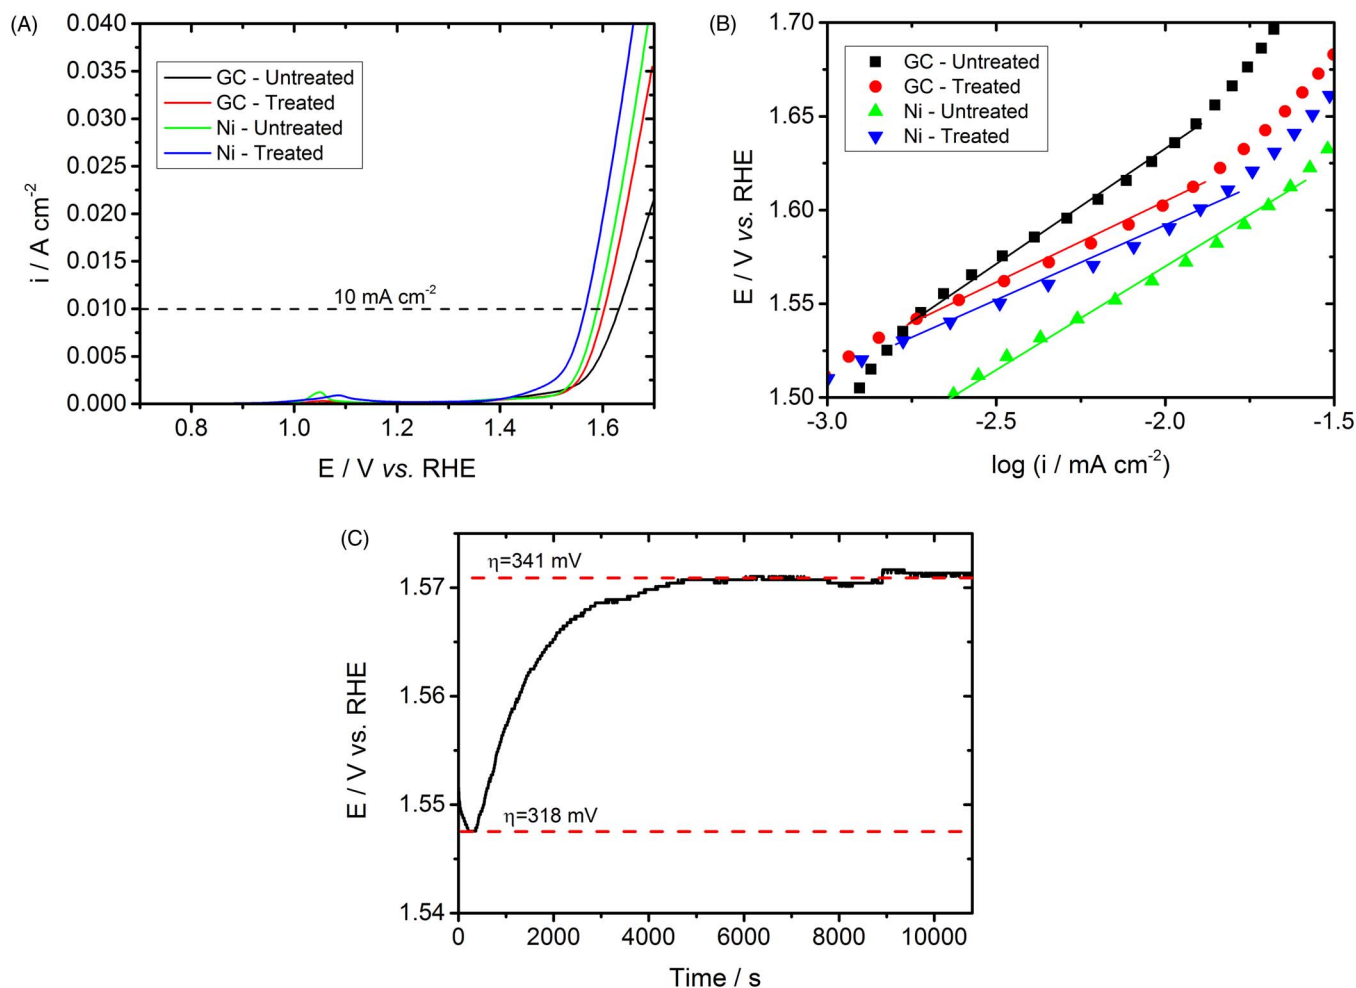 (A)
0.040
0.035
0.030
0.025
0.020
0.015
0.010
0.005
0.000
i / A cm⁻²
GC - Untreated
GC - Treated
Ni - Untreated
Ni - Treated
10 mA cm⁻²
0.8 1.0 1.2 1.4 1.6
E / V vs. RHE
(B)
1.70
1.65
1.60
1.55
1.50
E / V vs. RHE
GC - Untreated
GC - Treated
Ni - Untreated
Ni - Treated
-3.0 -2.5 -2.0 -1.5
log (i / mA cm⁻²)
(C)
1.57
1.56
1.55
1.54
E / V vs. RHE
η=341 mV
η=318 mV
0 2000 4000 6000 8000 10000
Time / s